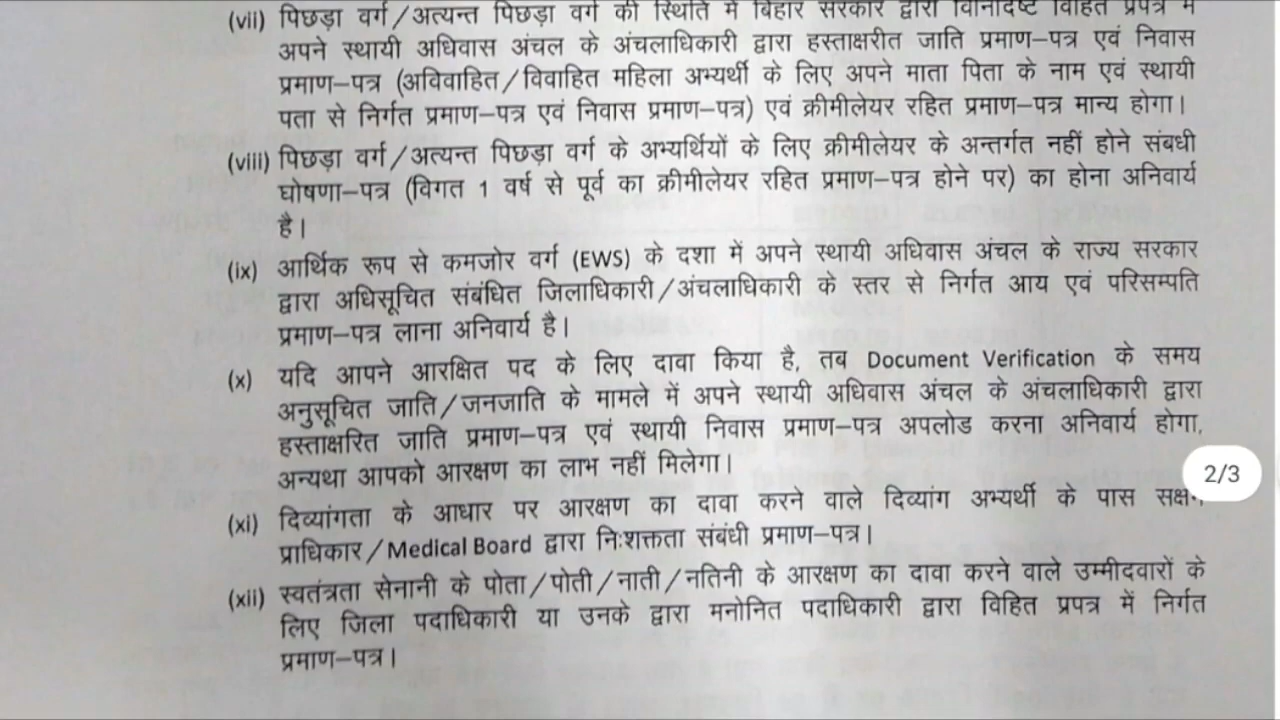 (vii) पिछड़ा वर्ग/अत्यन्त पिछड़ा वर्ग की स्थिति में बिहार सरकार द्वारा विनिर्दिष्ट विहित प्रपत्र में
अपने स्थायी अधिवास अंचल के अंचलाधिकारी द्वारा हस्ताक्षरीत जाति प्रमाण–पत्र एवं निवास
प्रमाण–पत्र (अविवाहित/विवाहित महिला अभ्यर्थी के लिए अपने माता पिता के नाम एवं स्थायी
पता से निर्गत प्रमाण–पत्र एवं निवास प्रमाण–पत्र) एवं क्रीमीलेयर रहित प्रमाण–पत्र मान्य होगा।
(viii) पिछड़ा वर्ग/अत्यन्त पिछड़ा वर्ग के अभ्यर्थियों के लिए क्रीमीलेयर के अन्तर्गत नहीं होने संबधी
घोषणा–पत्र (विगत 1 वर्ष से पूर्व का क्रीमीलेयर रहित प्रमाण–पत्र होने पर) का होना अनिवार्य
है।
(ix) आर्थिक रूप से कमजोर वर्ग (EWS) के दशा में अपने स्थायी अधिवास अंचल के राज्य सरकार
द्वारा अधिसूचित संबंधित जिलाधिकारी/अंचलाधिकारी के स्तर से निर्गत आय एवं परिसम्पति
प्रमाण–पत्र लाना अनिवार्य है।
(x) यदि आपने आरक्षित पद के लिए दावा किया है, तब Document Verification के समय
अनुसूचित जाति/जनजाति के मामले में अपने स्थायी अधिवास अंचल के अंचलाधिकारी द्वारा
हस्ताक्षरित जाति प्रमाण–पत्र एवं स्थायी निवास प्रमाण–पत्र अपलोड करना अनिवार्य होगा,
अन्यथा आपको आरक्षण का लाभ नहीं मिलेगा।
2/3
(xi) दिव्यांगता के आधार पर आरक्षण का दावा करने वाले दिव्यांग अभ्यर्थी के पास
प्राधिकार/Medical Board द्वारा निःशक्तता संबंधी प्रमाण–पत्र।
(xii) स्वतंत्रता सेनानी के पोता/पोती/नाती/नतिनी के आरक्षण का दावा करने वाले उम्मीदवारों के
लिए जिला पदाधिकारी या उनके द्वारा मनोनित पदाधिकारी द्वारा विहित प्रपत्र में निर्गत
प्रमाण–पत्र।